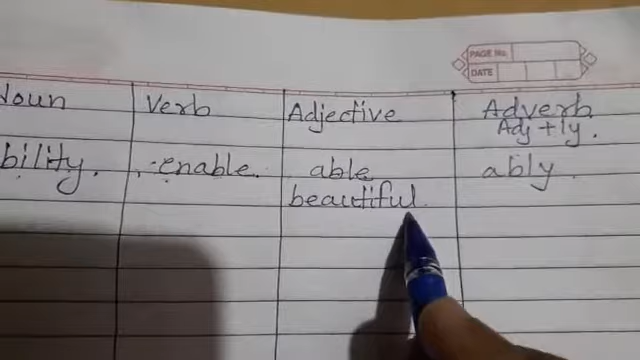 PAGE No.
DATE
Noun Verb Adjective Adverb
Adj + ly.
bility. enable. able ably.
beautiful